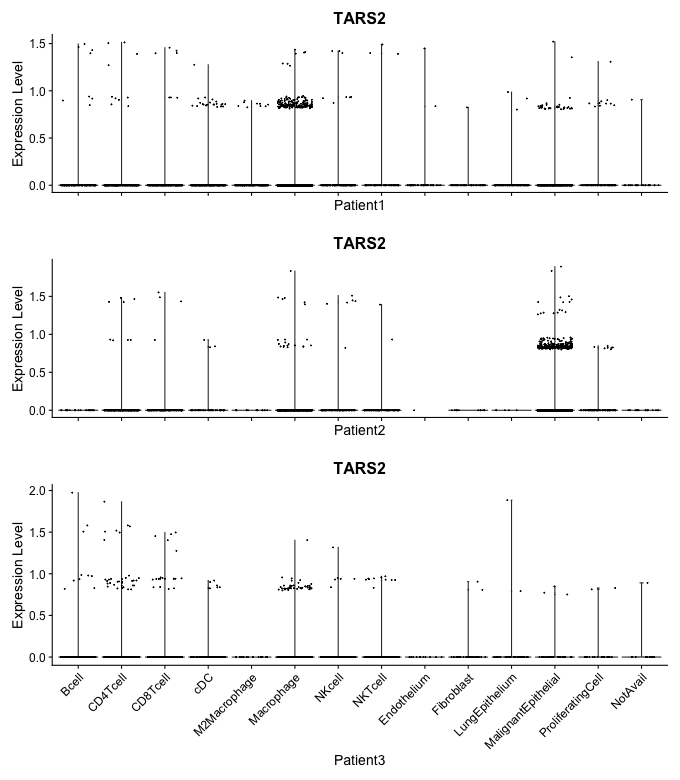 TARS2
Expression Level
1.5
1.0
0.5
0.0
Patient1
TARS2
Expression Level
1.5
1.0
0.5
0.0
Patient2
TARS2
Expression Level
2.0
1.5
1.0
0.5
0.0
Bcell
CD4Tcell
CD8Tcell
cDC
M2Macrophage
Macrophage
NKcell
NKTcell
Endothelium
Fibroblast
LungEpithelium
MalignantEpithelial
ProliferatingCell
NotAvail
Patient3